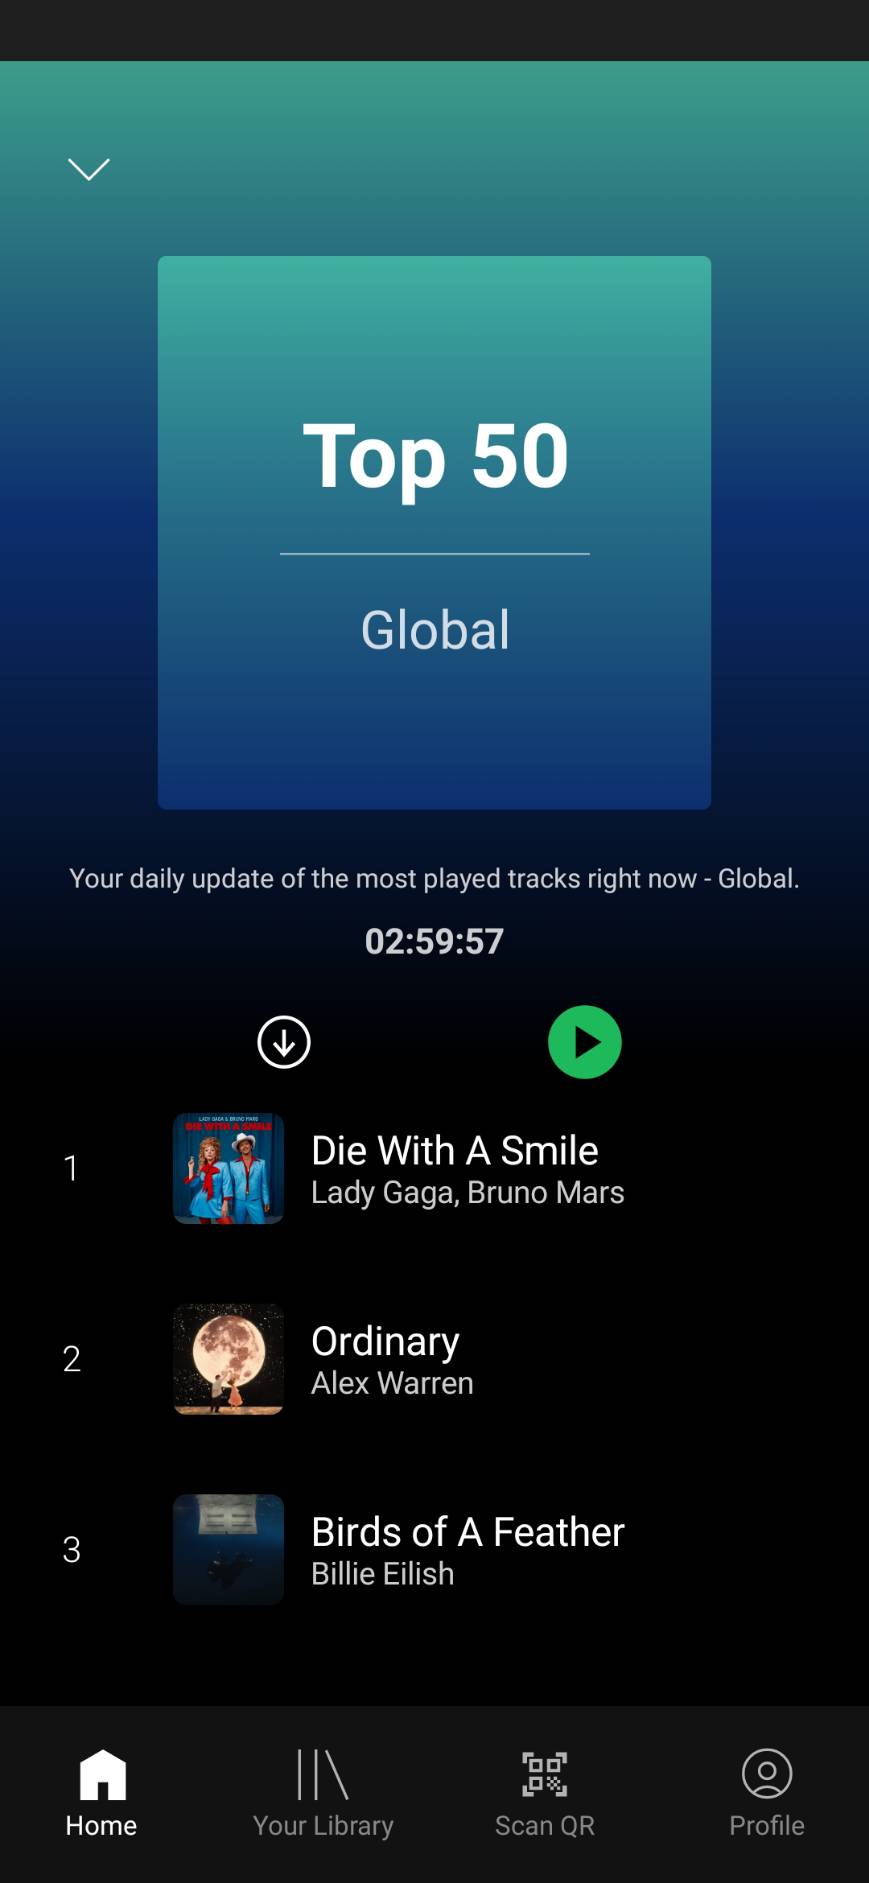 Top 50
Global
Your daily update of the most played tracks right now - Global.
02:59:57
1
LADY GAGA & BRUNO MARS
DIE WITH A SMILE
Die With A Smile
Lady Gaga, Bruno Mars
2
Ordinary
Alex Warren
3
Birds of A Feather
Billie Eilish
Home
Your Library
Scan QR
Profile